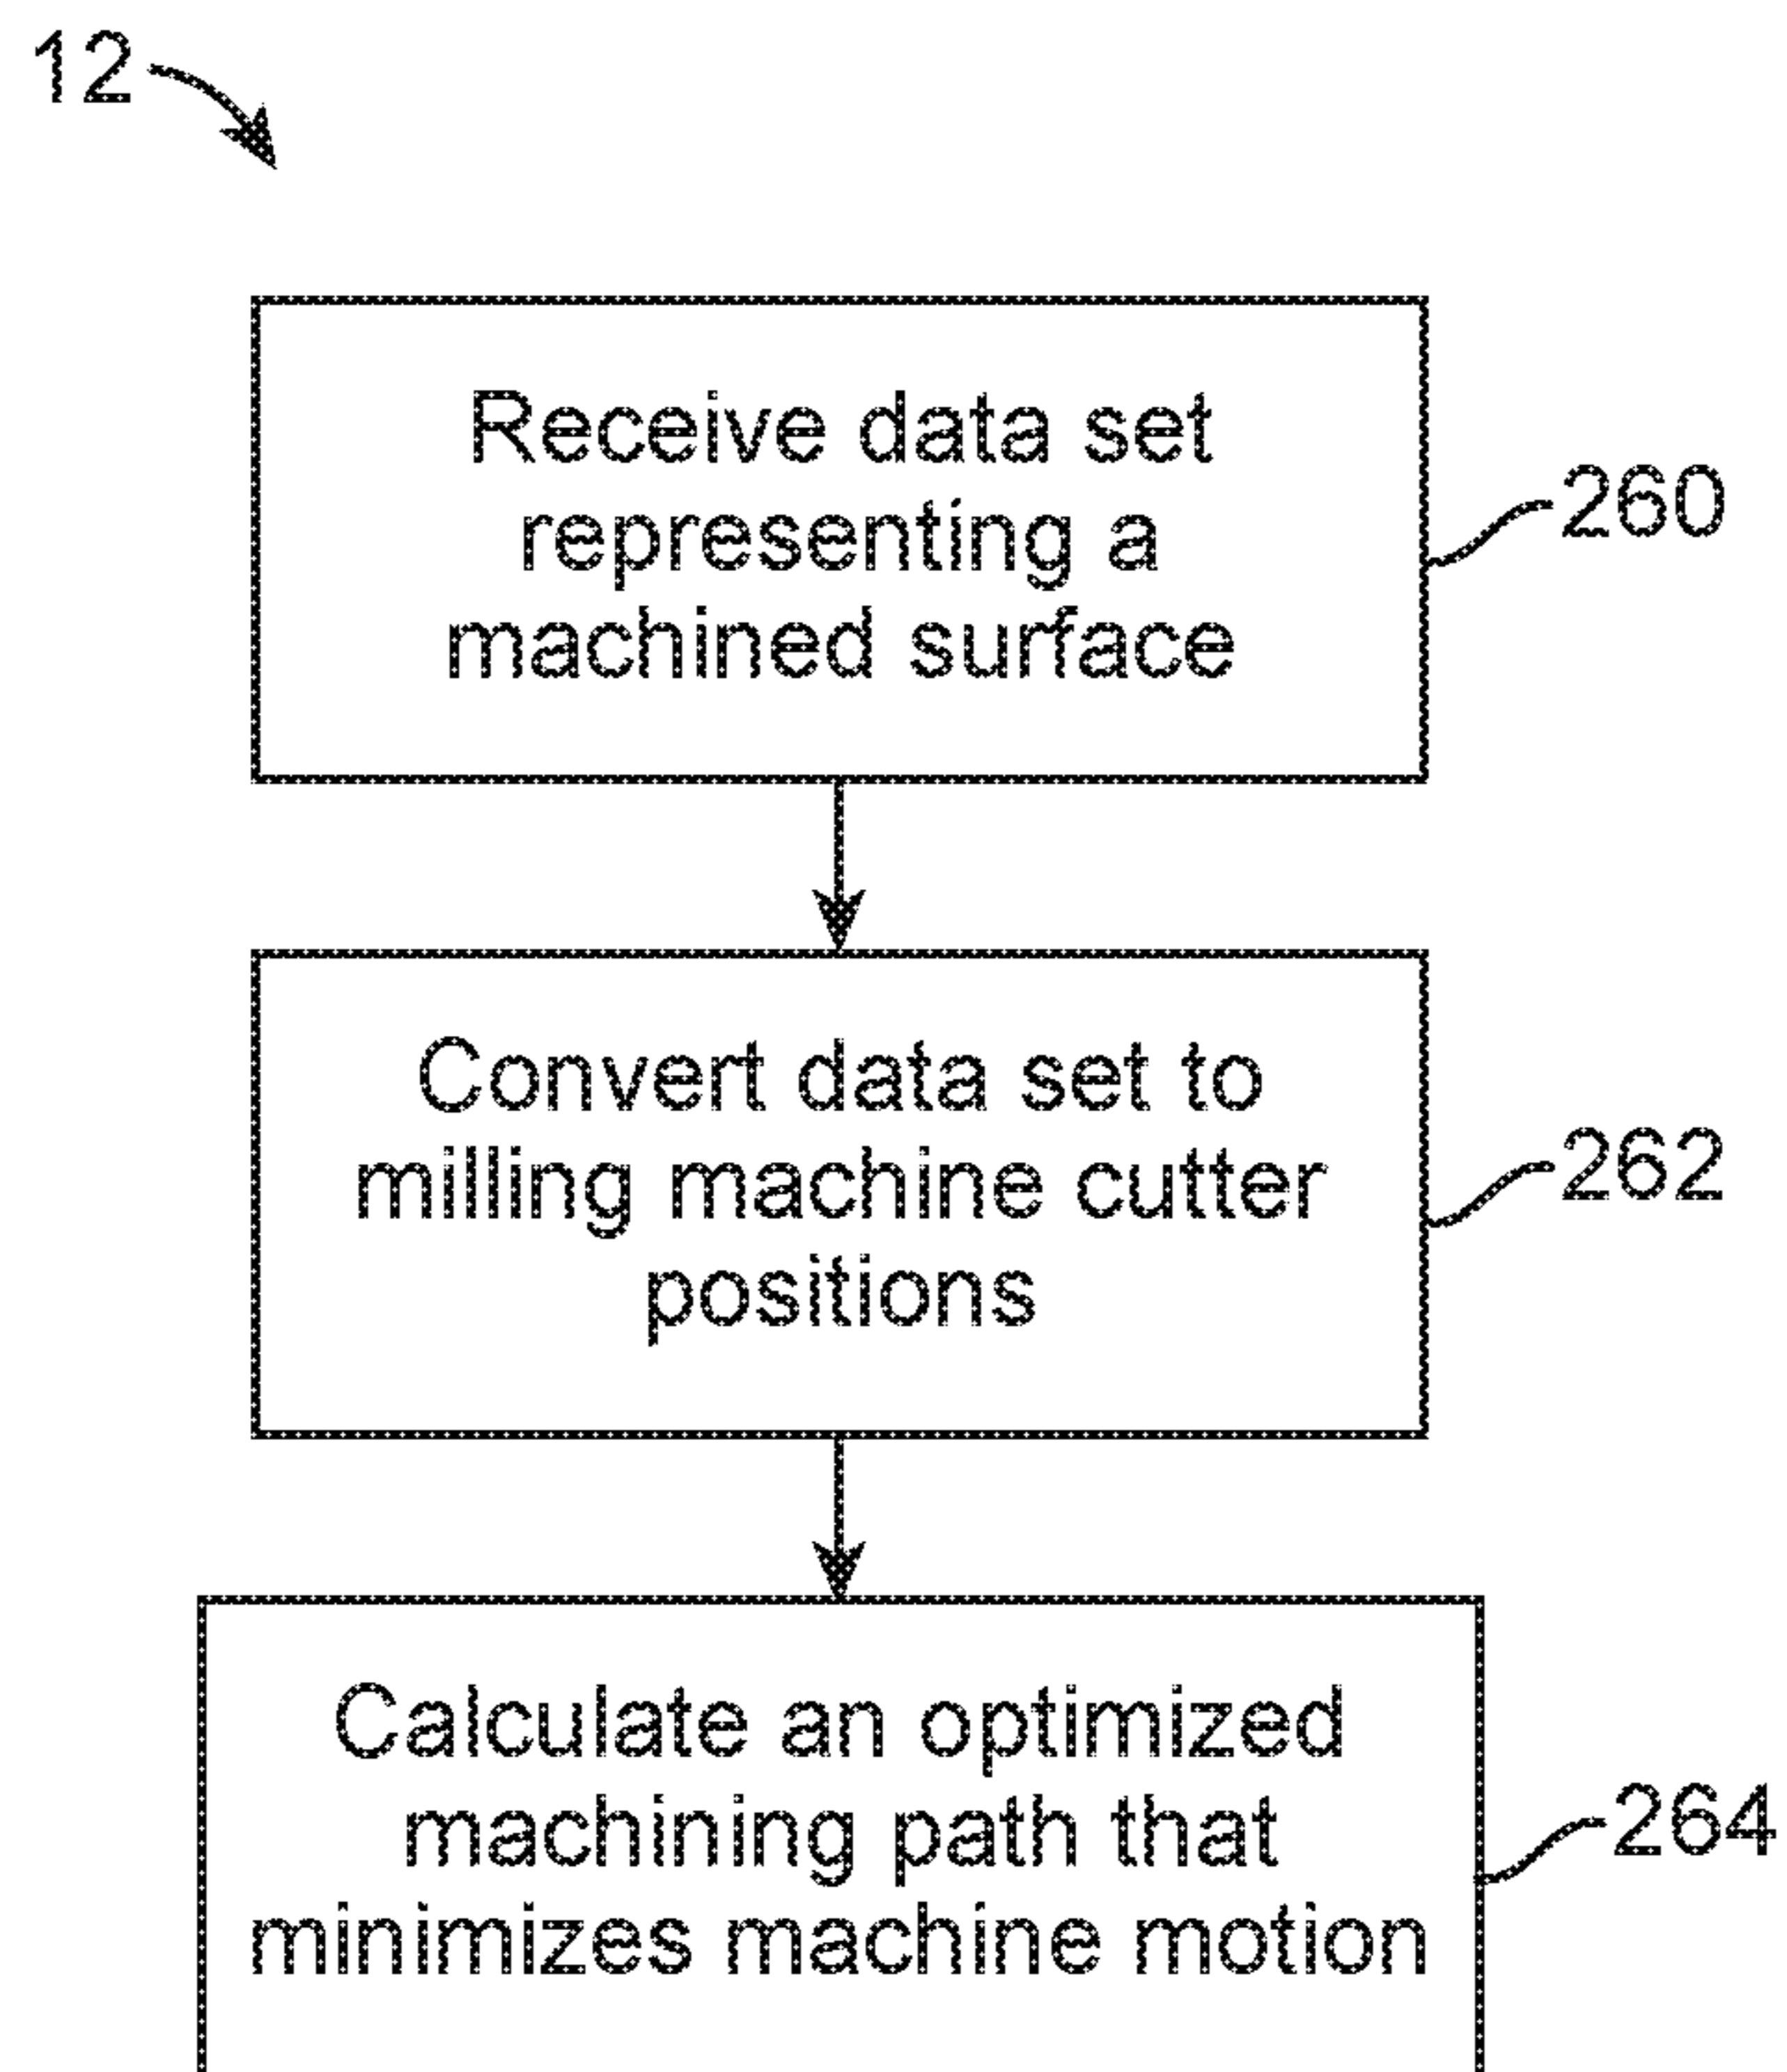 12
Receive data set
representing a
machined surface
260
Convert data set to
milling machine cutter
positions
262
Calculate an optimized
machining path that
minimizes machine motion
264